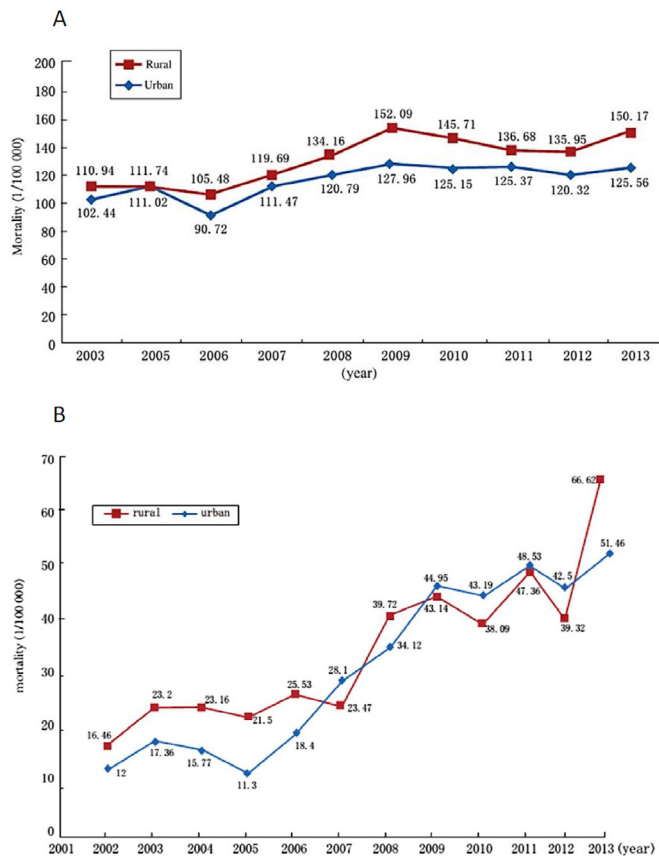 A
Mortality (1/100 000)
200
180
160
140
120
100
80
60
40
20
0
Rural
Urban
110. 94 111. 74 105. 48 119. 69 134. 16 152. 09 145. 71 136. 68 135. 95 150. 17
102. 44 111. 02 90. 72 111. 47 120. 79 127. 96 125. 15 125. 37 120. 32 125. 56
2003 2005 2006 2007 2008 2009 2010 2011 2012 2013
(year)
B
mortality (1/100 000)
70
60
50
40
30
20
10
0
rural urban
16. 46 23. 2 23. 16 21. 5 25. 53 23. 47 39. 72 43. 14 38. 09 47. 36 39. 32 66. 62
12 17. 36 15. 77 11. 3 18. 4 28. 1 34. 12 44. 95 43. 19 48. 53 42. 5 51. 46
2001 2002 2003 2004 2005 2006 2007 2008 2009 2010 2011 2012 2013 (year)